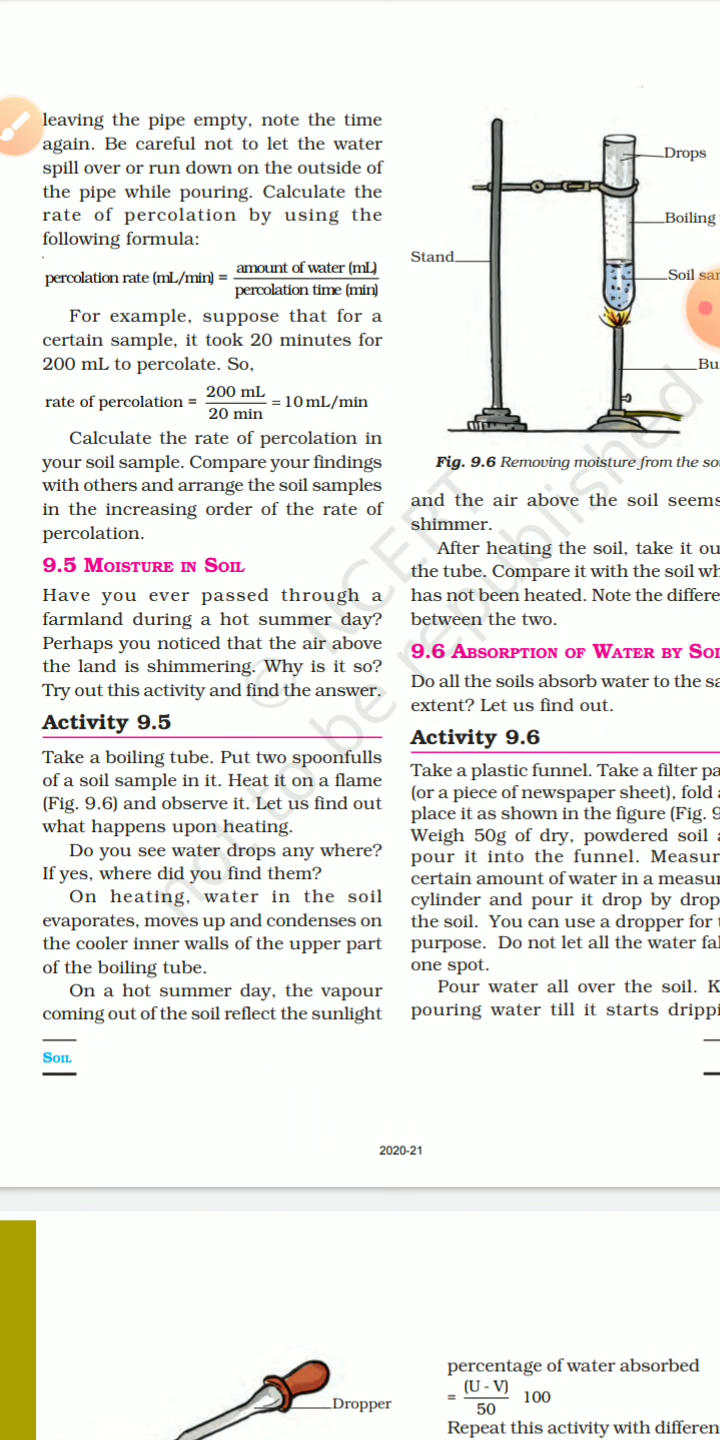 leaving the pipe empty, note the time
again. Be careful not to let the water
spill over or run down on the outside of
the pipe while pouring. Calculate the
rate of percolation by using the
following formula:
percolation rate (mL/min) = amount of water (mL)
percolation time (min)
For example, suppose that for a
certain sample, it took 20 minutes for
200 mL to percolate. So,
rate of percolation = 200 mL
20 min = 10 mL/min
Calculate the rate of percolation in
your soil sample. Compare your findings
with others and arrange the soil samples
in the increasing order of the rate of
percolation.
9.5 MOISTURE IN SOIL
Have you ever passed through a
farmland during a hot summer day?
Perhaps you noticed that the air above
the land is shimmering. Why is it so?
Try out this activity and find the answer.
Activity 9.5
Take a boiling tube. Put two spoonfulls
of a soil sample in it. Heat it on a flame
(Fig. 9.6) and observe it. Let us find out
what happens upon heating.
Do you see water drops any where?
If yes, where did you find them?
On heating, water in the soil
evaporates, moves up and condenses on
the cooler inner walls of the upper part
of the boiling tube.
On a hot summer day, the vapour
coming out of the soil reflect the sunlight
Drops
Boiling
Stand
Soil sar
Bu
Fig. 9.6 Removing moisture from the so
and the air above the soil seems
shimmer.
After heating the soil, take it ou
the tube. Compare it with the soil wh
has not been heated. Note the differe
between the two.
9.6 ABSORPTION OF WATER BY SOI
Do all the soils absorb water to the sa
extent? Let us find out.
Activity 9.6
Take a plastic funnel. Take a filter pa
(or a piece of newspaper sheet), fold a
place it as shown in the figure (Fig. 9
Weigh 50g of dry, powdered soil a
pour it into the funnel. Measur
certain amount of water in a measur
cylinder and pour it drop by drop
the soil. You can use a dropper for t
purpose. Do not let all the water fal
one spot.
Pour water all over the soil. K
pouring water till it starts drippi
© NCERT
not to be republished
SOIL
2020-21
Dropper
percentage of water absorbed
= (U - V)
50 100
Repeat this activity with differen